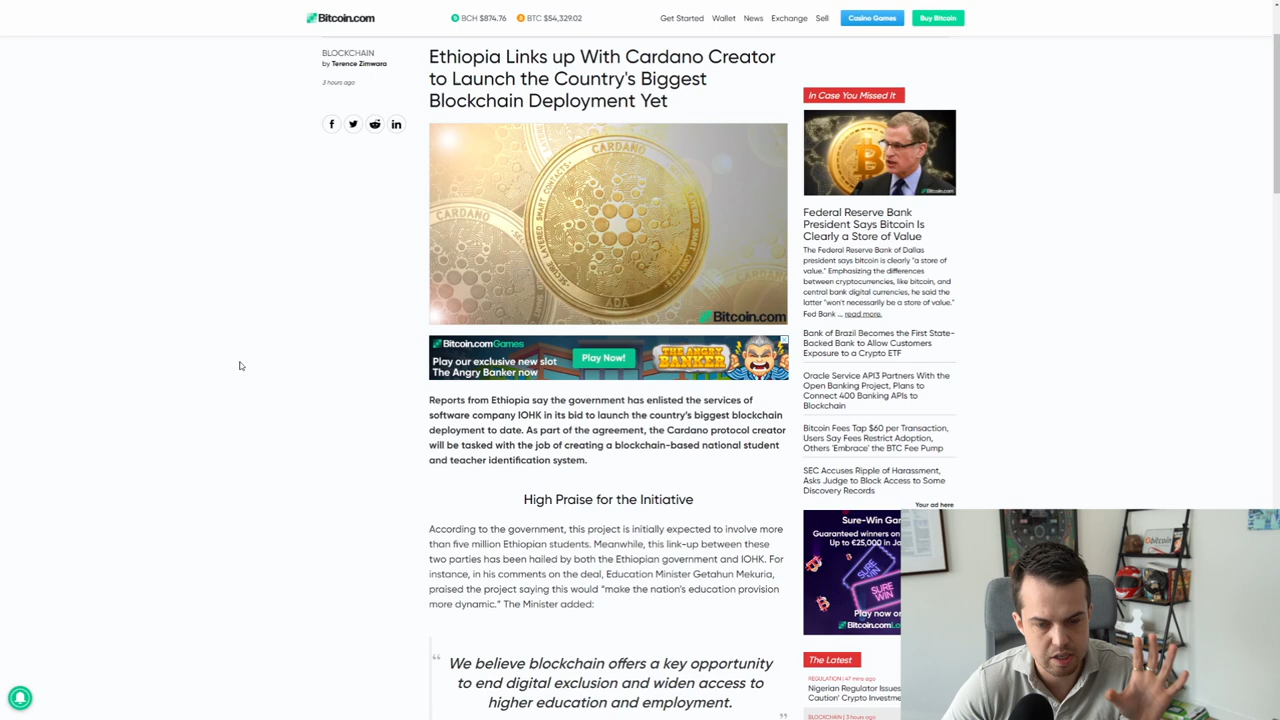 Bitcoin.com
BCH $874.76
BTC $54,329.02
Get Started
Wallet
News
Exchange
Sell
Casino Games
Buy Bitcoin
BLOCKCHAIN
by Terence Zimwara
3 hours ago
Ethiopia Links up With Cardano Creator
to Launch the Country's Biggest
Blockchain Deployment Yet
CARDANO
CARDANO
LAYERED SMART CONTRACTS
ADA
Bitcoin.com
Bitcoin.com Games
Play our exclusive new slot
The Angry Banker now
Play Now!
THE ANGRY
BANKER
Reports from Ethiopia say the government has enlisted the services of
software company IOHK in its bid to launch the country's biggest blockchain
deployment to date. As part of the agreement, the Cardano protocol creator
will be tasked with the job of creating a blockchain-based national student
and teacher identification system.
High Praise for the Initiative
According to the government, this project is initially expected to involve more
than five million Ethiopian students. Meanwhile, this link-up between these
two parties has been hailed by both the Ethiopian government and IOHK. For
instance, in his comments on the deal, Education Minister Getahun Mekuria,
praised the project saying this would “make the nation's education provision
more dynamic.” The Minister added:
“ We believe blockchain offers a key opportunity
to end digital exclusion and widen access to
higher education and employment. ”
In Case You Missed It
Bitcoin.com
Federal Reserve Bank
President Says Bitcoin Is
Clearly a Store of Value
The Federal Reserve Bank of Dallas
president says bitcoin is clearly "a store of
value." Emphasizing the differences
between cryptocurrencies, like bitcoin, and
central bank digital currencies, he said the
latter "won't necessarily be a store of value."
Fed Bank ... read more.
Bank of Brazil Becomes the First State-
Backed Bank to Allow Customers
Exposure to a Crypto ETF
Oracle Service API3 Partners With the
Open Banking Project, Plans to
Connect 400 Banking APIs to
Blockchain
Bitcoin Fees Tap $60 per Transaction,
Users Say Fees Restrict Adoption,
Others 'Embrace' the BTC Fee Pump
SEC Accuses Ripple of Harassment,
Asks Judge to Block Access to Some
Discovery Records
Your ad here
Sure-Win Ga
Guaranteed winners on
Up to €25,000 in Ja
SURE
WIN
SURE
WIN
Play now on
Bitcoin.comLo
The Latest
REGULATION | 47 mins ago
Nigerian Regulator Issues
Caution' Crypto Investme
BLOCKCHAIN | 3 hours ago
bitcoin